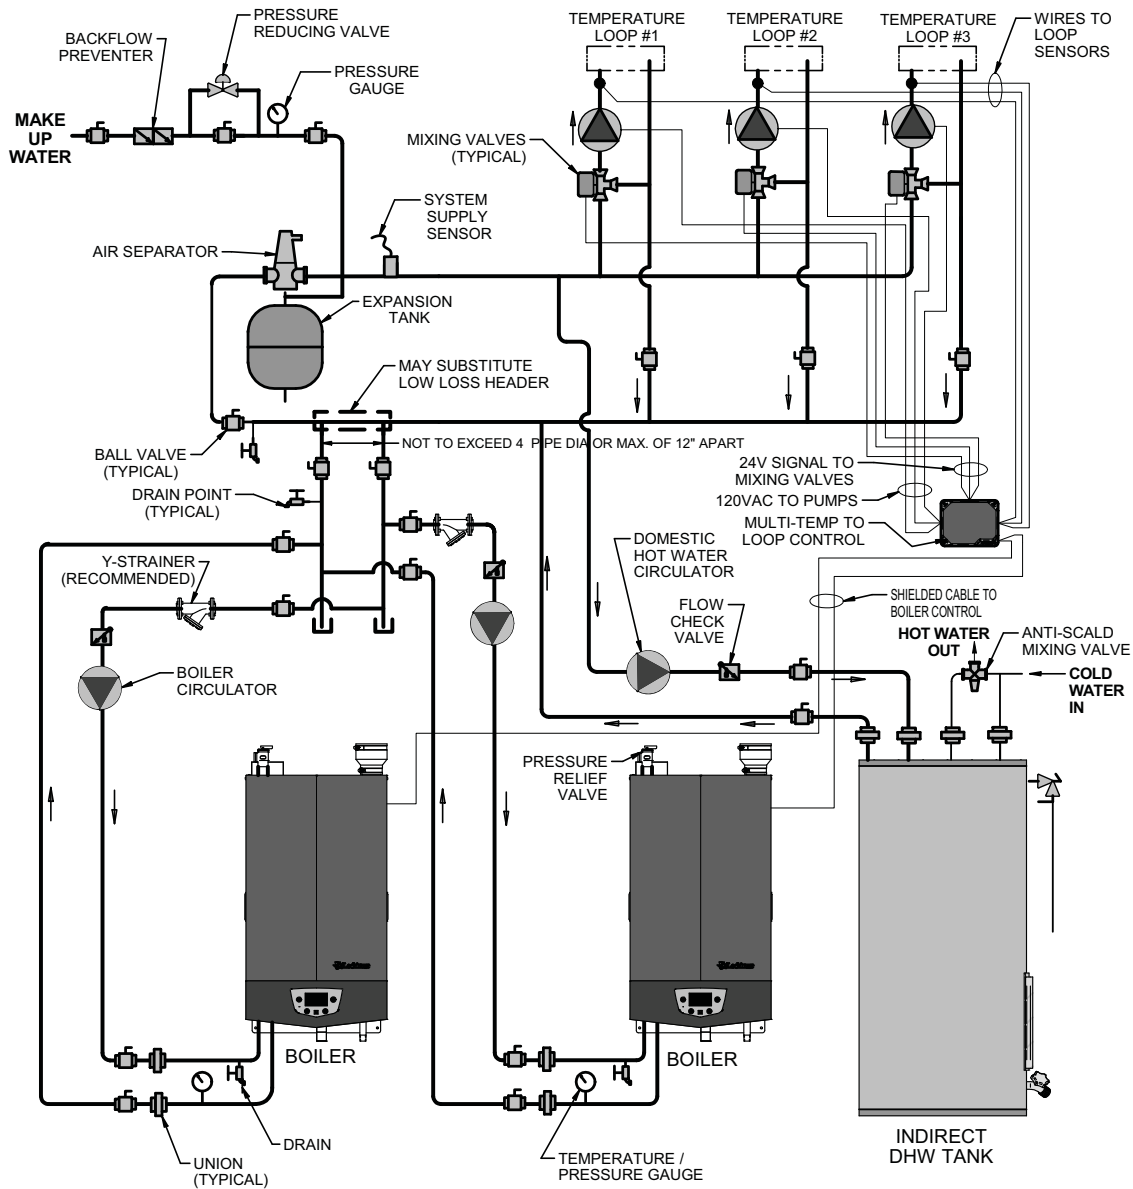 PRESSURE
REDUCING VALVE
BACKFLOW
PREVENTER
PRESSURE
GAUGE
MAKE
UP
WATER
TEMPERATURE
LOOP #1
TEMPERATURE
LOOP #2
TEMPERATURE
LOOP #3
WIRES TO
LOOP
SENSORS
MIXING VALVES
(TYPICAL)
SYSTEM
SUPPLY
SENSOR
AIR SEPARATOR
EXPANSION
TANK
MAY SUBSTITUTE
LOW LOSS HEADER
NOT TO EXCEED 4 PIPE DIA OR MAX. OF 12" APART
BALL VALVE
(TYPICAL)
DRAIN POINT
(TYPICAL)
24V SIGNAL TO
MIXING VALVES
120VAC TO PUMPS
MULTI-TEMP TO
LOOP CONTROL
Y-STRAINER
(RECOMMENDED)
DOMESTIC
HOT WATER
CIRCULATOR
FLOW
CHECK
VALVE
SHIELDED CABLE TO
BOILER CONTROL
HOT WATER
OUT
ANTI-SCALD
MIXING VALVE
COLD
WATER
IN
BOILER
CIRCULATOR
PRESSURE
RELIEF
VALVE
BOILER
BOILER
DRAIN
UNION
(TYPICAL)
TEMPERATURE /
PRESSURE GAUGE
INDIRECT
DHW TANK